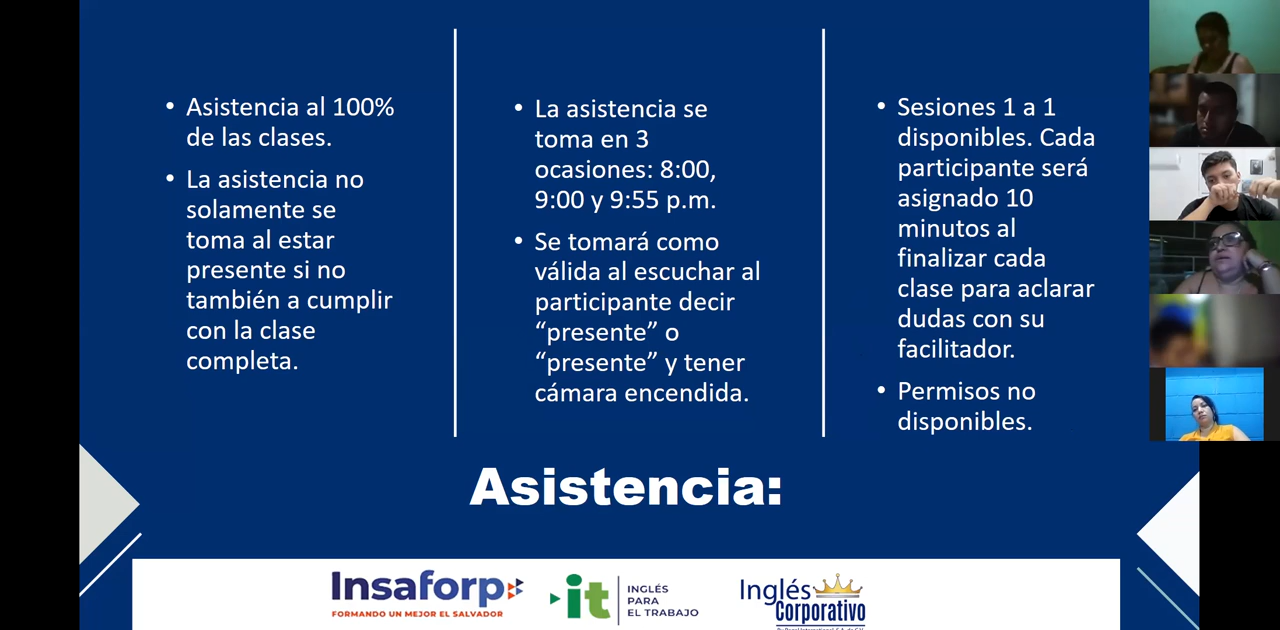 • Asistencia al 100%
de las clases.
• La asistencia no
solamente se
toma al estar
presente si no
también a cumplir
con la clase
completa.
• La asistencia se
toma en 3
ocasiones: 8:00,
9:00 y 9:55 p.m.
• Se tomará como
válida al escuchar al
participante decir
“presente” o
“presente” y tener
cámara encendida.
• Sesiones 1 a 1
disponibles. Cada
participante será
asignado 10
minutos al
finalizar cada
clase para aclarar
dudas con su
facilitador.
• Permisos no
disponibles.
Asistencia:
Insaforp
FORMANDO UN MEJOR EL SALVADOR
it
INGLÉS
PARA
EL TRABAJO
Inglés
Corporativo